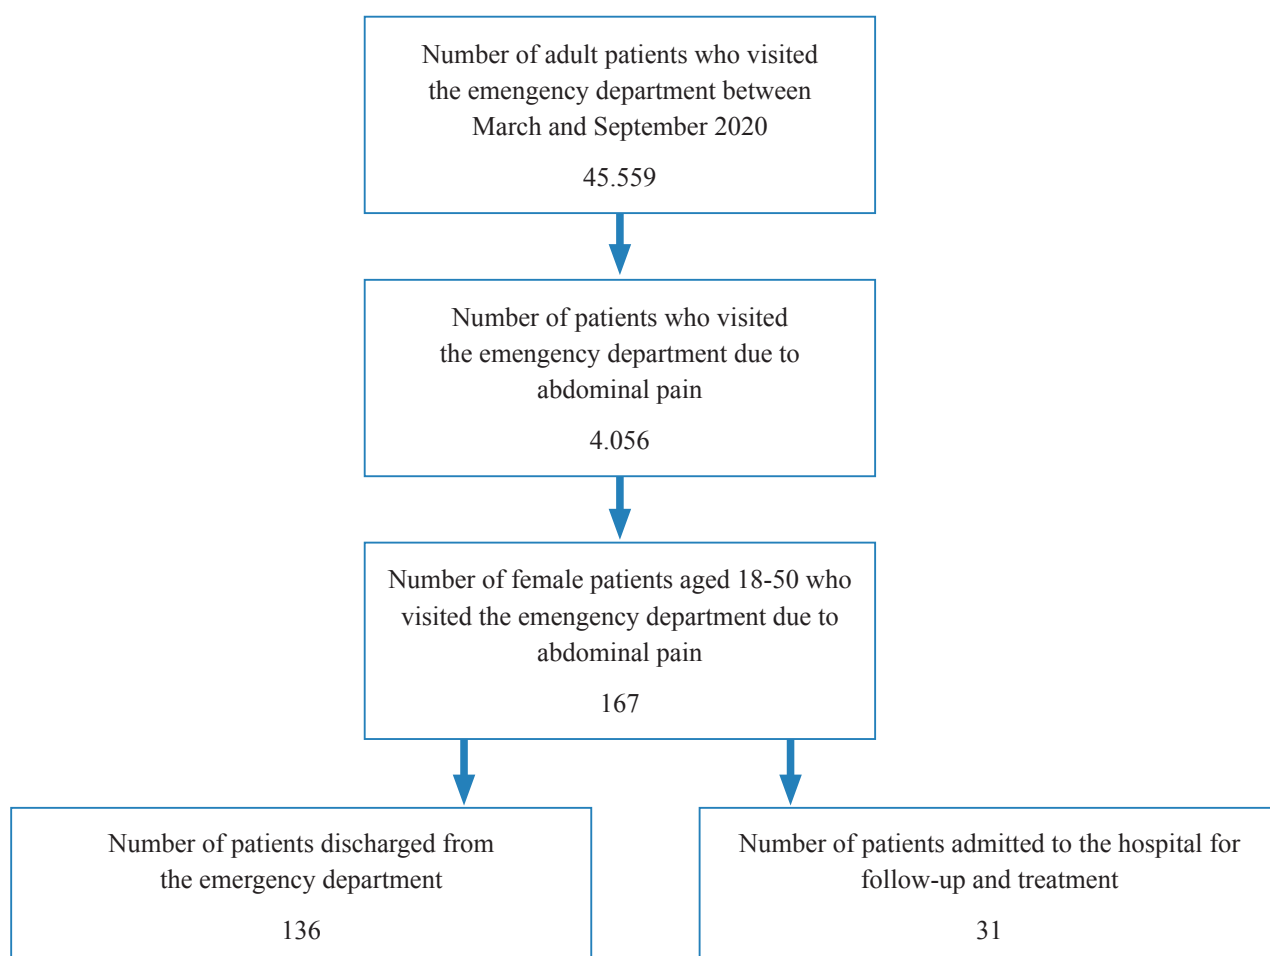 Number of adult patients who visited
the emengency department between
March and September 2020
45.559
Number of patients who visited
the emengency department due to
abdominal pain
4.056
Number of female patients aged 18-50 who
visited the emengency department due to
abdominal pain
167
Number of patients discharged from
the emergency department
136
Number of patients admitted to the hospital for
follow-up and treatment
31